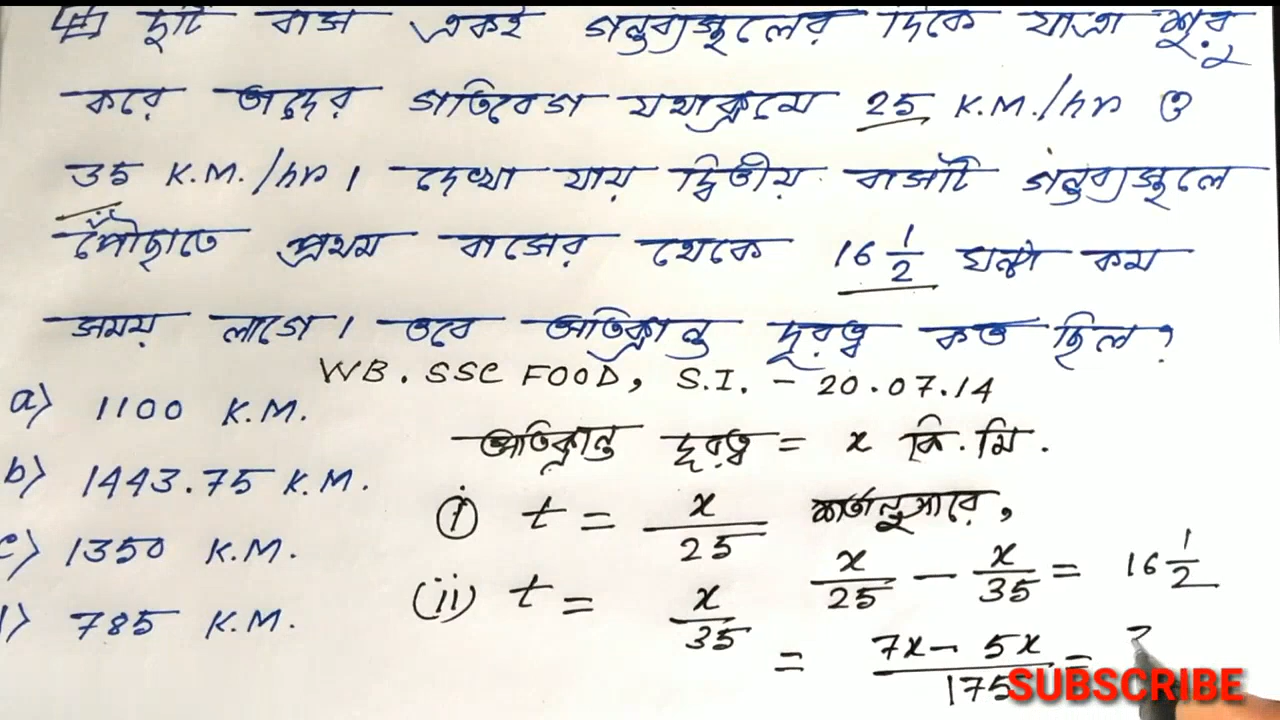 দুটি বাস একই গন্তব্যস্থলের দিকে যাত্রা শুরু
করে তাদের গতিবেগ যথাক্রমে 25 K.M./hr ও
35 K.M./hr। দেখা যায় দ্বিতীয় বাসটি গন্তব্যস্থলে
পৌঁছাতে প্রথম বাসের থেকে 16 1/2 ঘন্টা কম
সময় লাগে। তবে অতিক্রান্ত দূরত্ব কত ছিল?
WB. SSC FOOD, S.I. - 20.07.14
a) 1100 K.M.
b) 1443.75 K.M.
c) 1350 K.M.
d) 785 K.M.
অতিক্রান্ত দূরত্ব = x কি.মি.
(i) t = x/25
(ii) t = x/35
শর্তানুসারে,
x/25 - x/35 = 16 1/2
= 7x - 5x/175 =
SUBSCRIBE